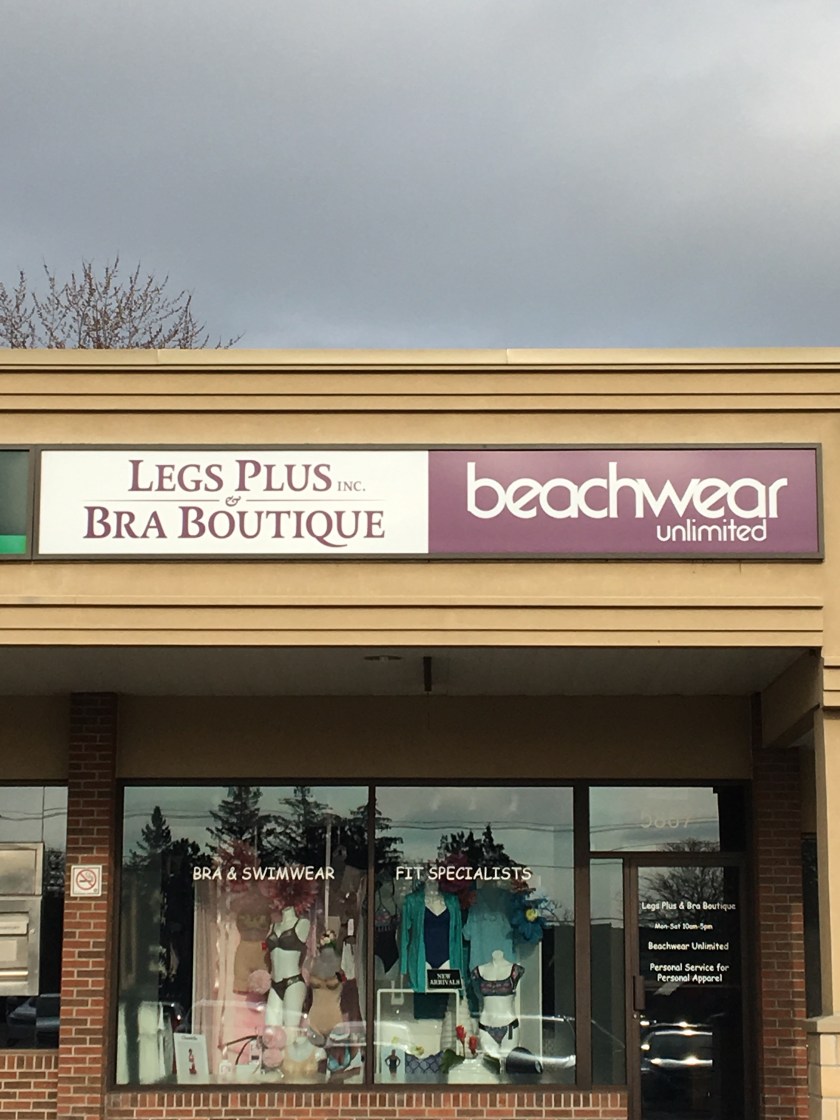 LEGS PLUS INC.
&
BRA BOUTIQUE
beachwear
unlimited
BRA & SWIMWEAR
FIT SPECIALISTS
NEW
ARRIVALS
5807
Legs Plus & Bra Boutique
Mon-Sat 10am-5pm
Beachwear Unlimited
Personal Service for
Personal Apparel